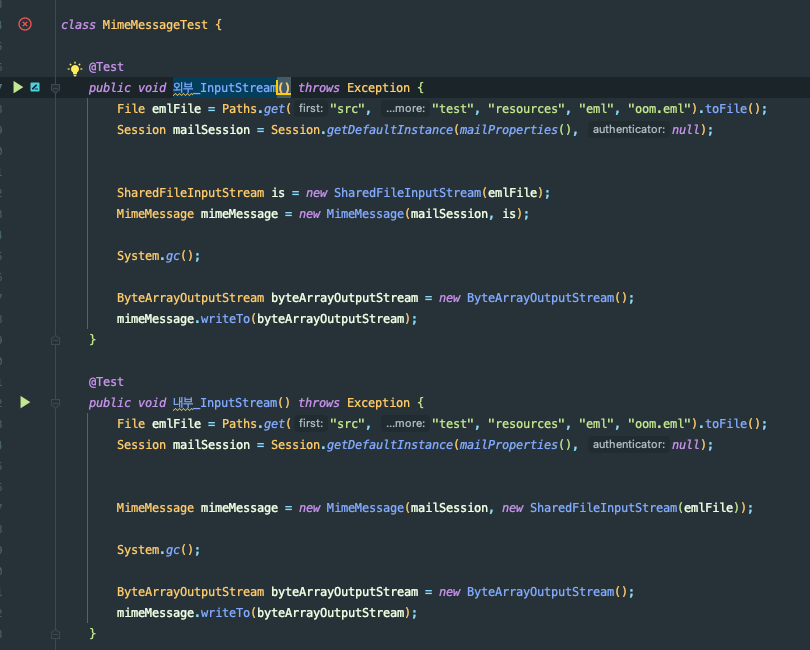 class MimeMessageTest {
@Test
public void 외부_InputStream() throws Exception {
File emlFile = Paths.get( first: "src", ...more: "test", "resources", "eml", "oom.eml").toFile();
Session mailSession = Session.getDefaultInstance(mailProperties(), authenticator: null);
SharedFileInputStream is = new SharedFileInputStream(emlFile);
MimeMessage mimeMessage = new MimeMessage(mailSession, is);
System.gc();
ByteArrayOutputStream byteArrayOutputStream = new ByteArrayOutputStream();
mimeMessage.writeTo(byteArrayOutputStream);
}
@Test
public void 내부_InputStream() throws Exception {
File emlFile = Paths.get( first: "src", ...more: "test", "resources", "eml", "oom.eml").toFile();
Session mailSession = Session.getDefaultInstance(mailProperties(), authenticator: null);
MimeMessage mimeMessage = new MimeMessage(mailSession, new SharedFileInputStream(emlFile));
System.gc();
ByteArrayOutputStream byteArrayOutputStream = new ByteArrayOutputStream();
mimeMessage.writeTo(byteArrayOutputStream);
}